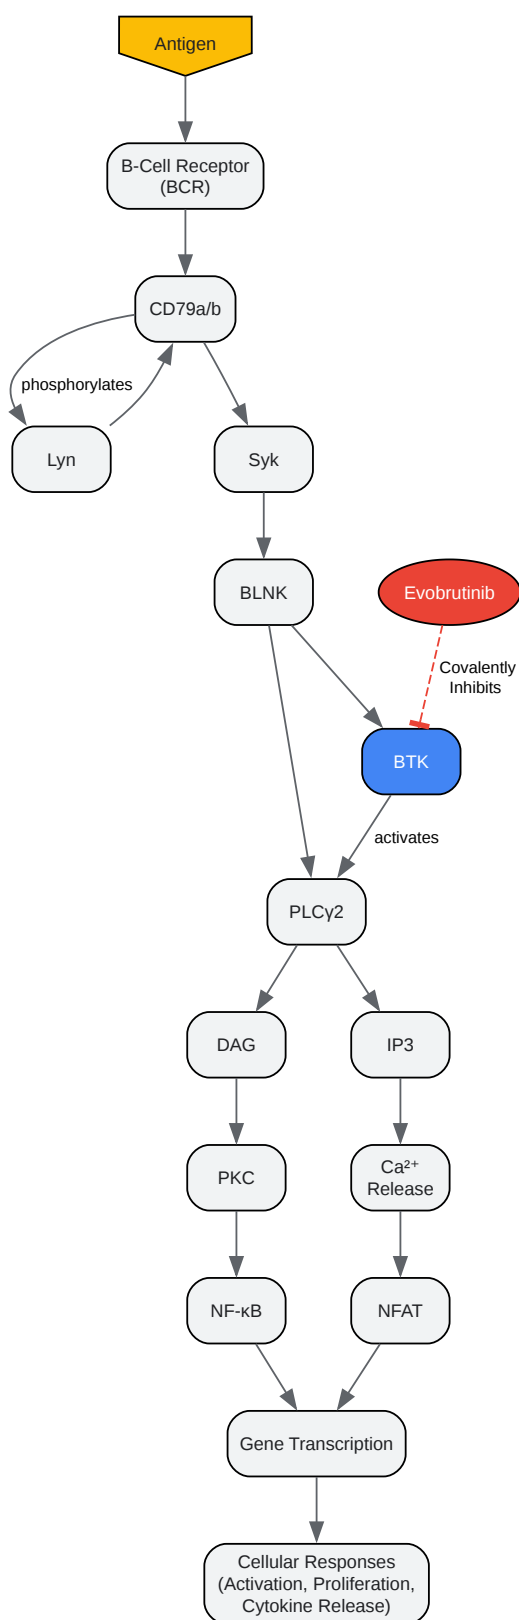 Antigen
B-Cell Receptor
(BCR)
CD79a/b
phosphorylates
Lyn
Syk
BLNK
Evobrutinib
Covalently
Inhibits
BTK
activates
PLCγ2
DAG
IP3
PKC
Ca²⁺
Release
NF-κB
NFAT
Gene Transcription
Cellular Responses
(Activation, Proliferation,
Cytokine Release)